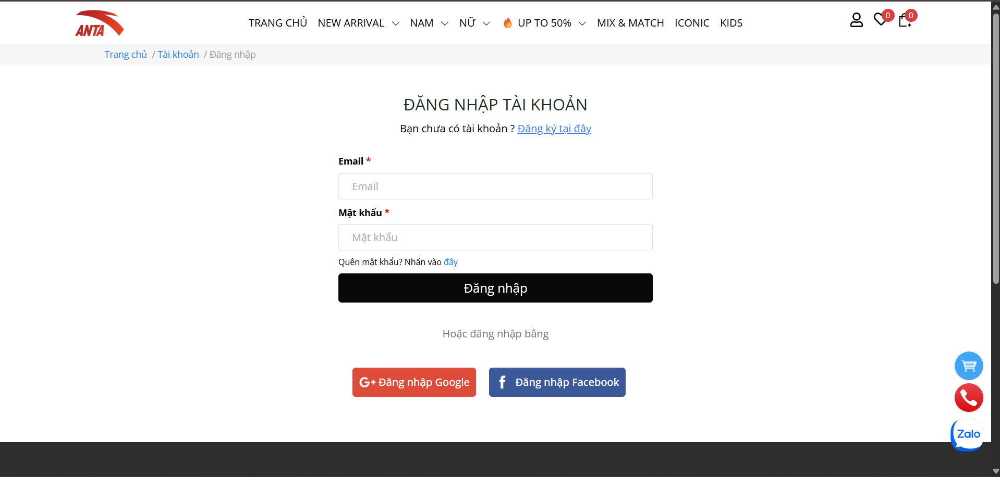 ANTA
TRANG CHỦ NEW ARRIVAL NAM NỮ 🔥 UP TO 50% MIX & MATCH ICONIC KIDS 0 0
Trang chủ / Tài khoản / Đăng nhập
ĐĂNG NHẬP TÀI KHOẢN
Bạn chưa có tài khoản ? Đăng ký tại đây
Email *
Email
Mật khẩu *
Mật khẩu
Quên mật khẩu? Nhấn vào đây
Đăng nhập
Hoặc đăng nhập bằng
G+ Đăng nhập Google
f Đăng nhập Facebook
Zalo